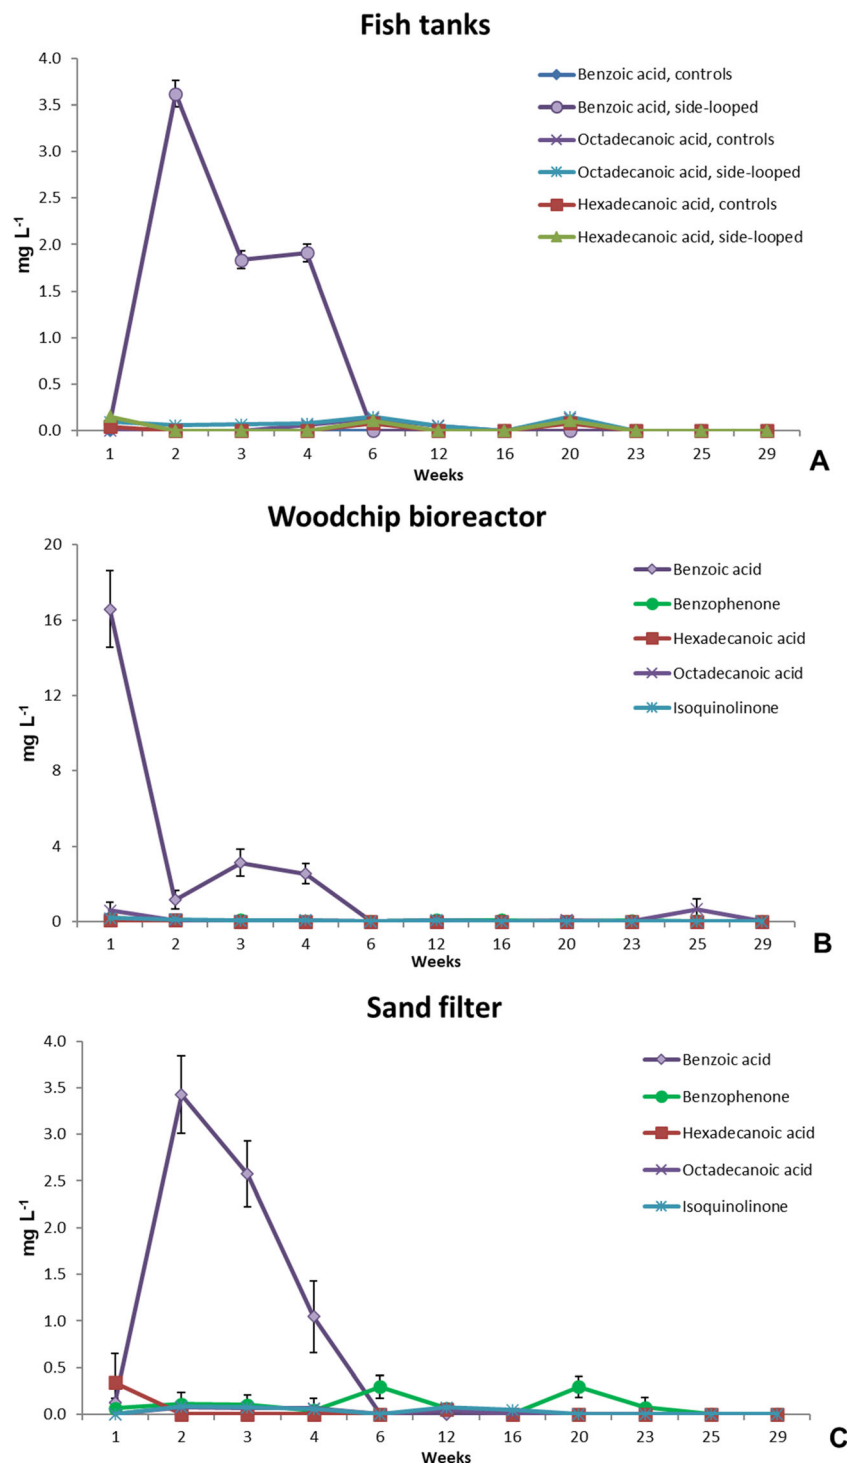 Fish tanks
4.0
3.5
3.0
2.5
2.0
1.5
1.0
0.5
0.0
mg L-1
Benzoic acid, controls
Benzoic acid, side-looped
Octadecanoic acid, controls
Octadecanoic acid, side-looped
Hexadecanoic acid, controls
Hexadecanoic acid, side-looped
1 2 3 4 6 12 16 20 23 25 29
Weeks
A
Woodchip bioreactor
20
16
12
8
4
0
mg L-1
Benzoic acid
Benzophenone
Hexadecanoic acid
Octadecanoic acid
Isoquinolinone
1 2 3 4 6 12 16 20 23 25 29
Weeks
B
Sand filter
4.0
3.5
3.0
2.5
2.0
1.5
1.0
0.5
0.0
mg L-1
Benzoic acid
Benzophenone
Hexadecanoic acid
Octadecanoic acid
Isoquinolinone
1 2 3 4 6 12 16 20 23 25 29
Weeks
C